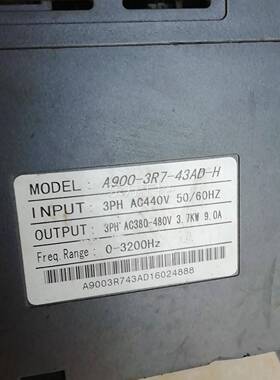 MODEL: A900-3R7-43AD-H
INPUT: 3PH AC440V 50/60HZ
OUTPUT: 3PH AC380-480V 3.7KW 9.0A
Freq.Range: 0-3200Hz
A9003R743AD16024888